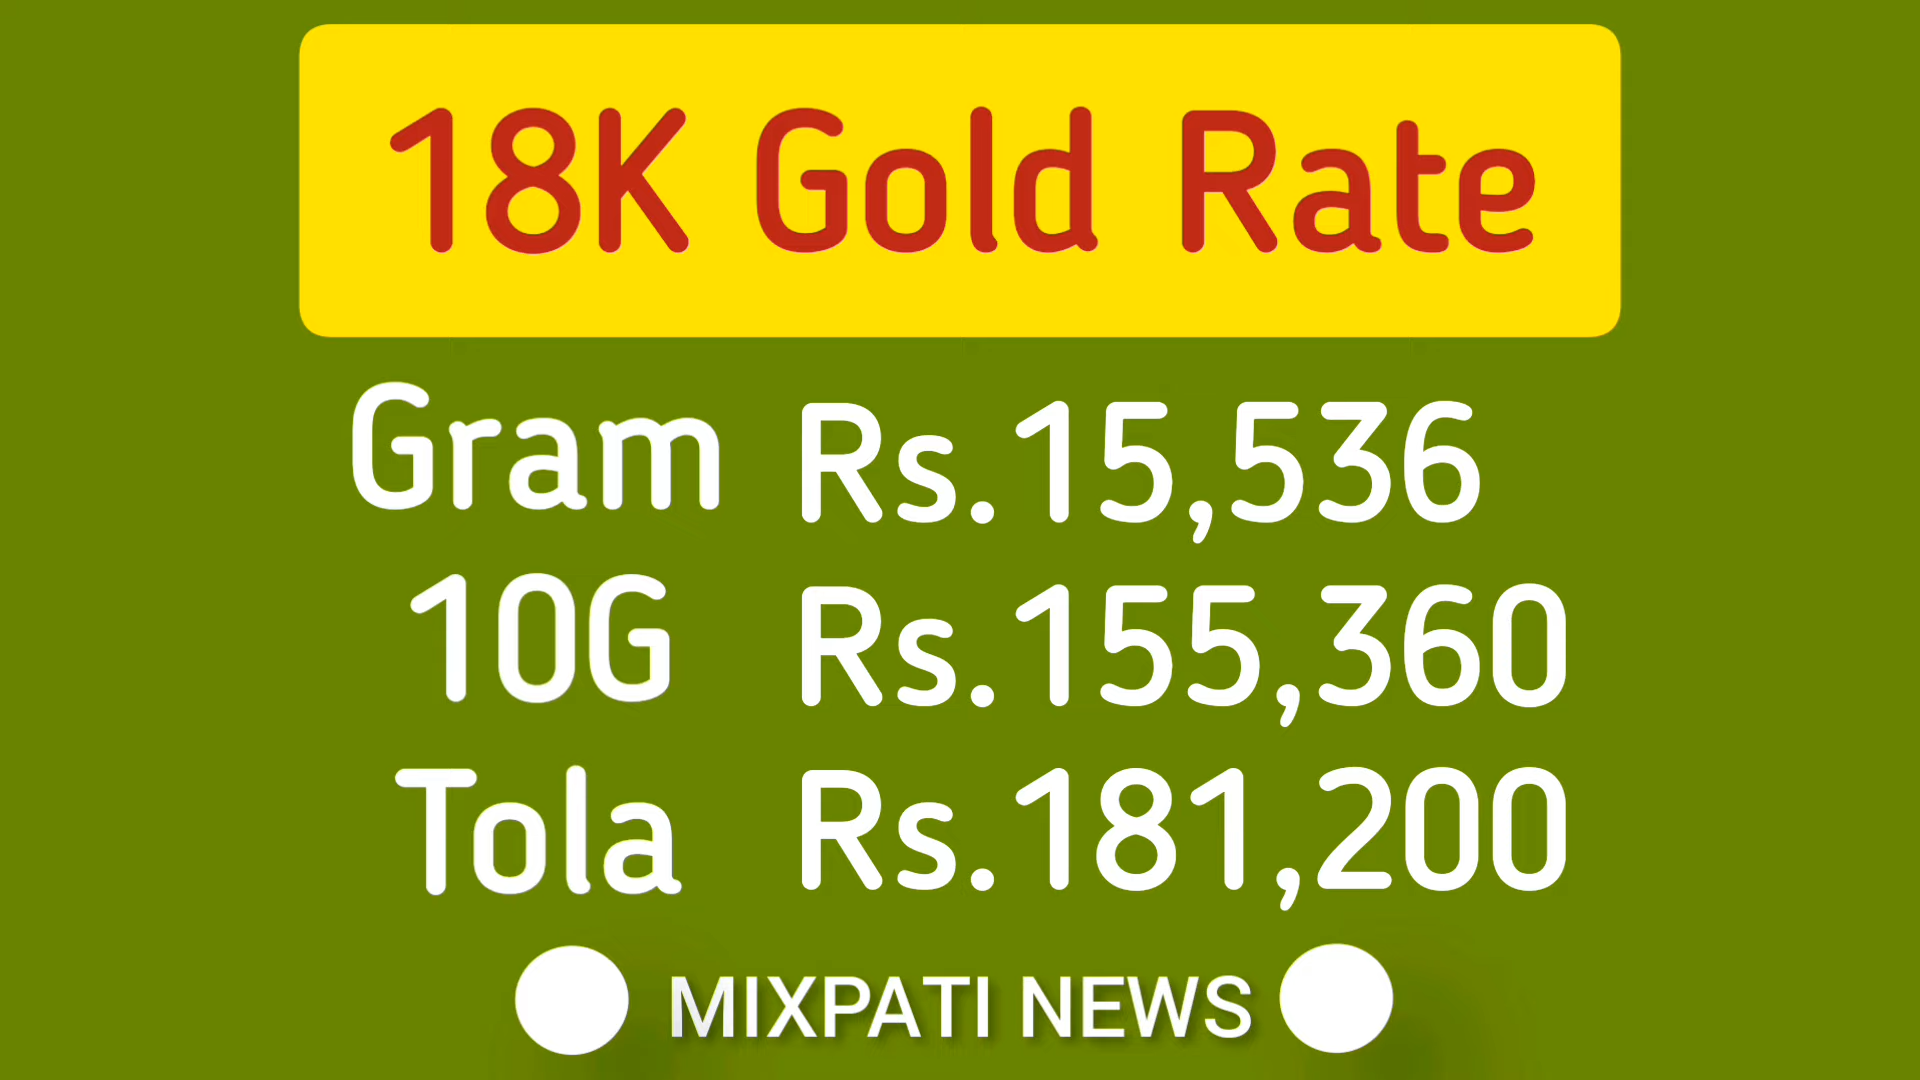 18K Gold Rate
Gram Rs.15,536
10G Rs.155,360
Tola Rs.181,200
MIXPATI NEWS